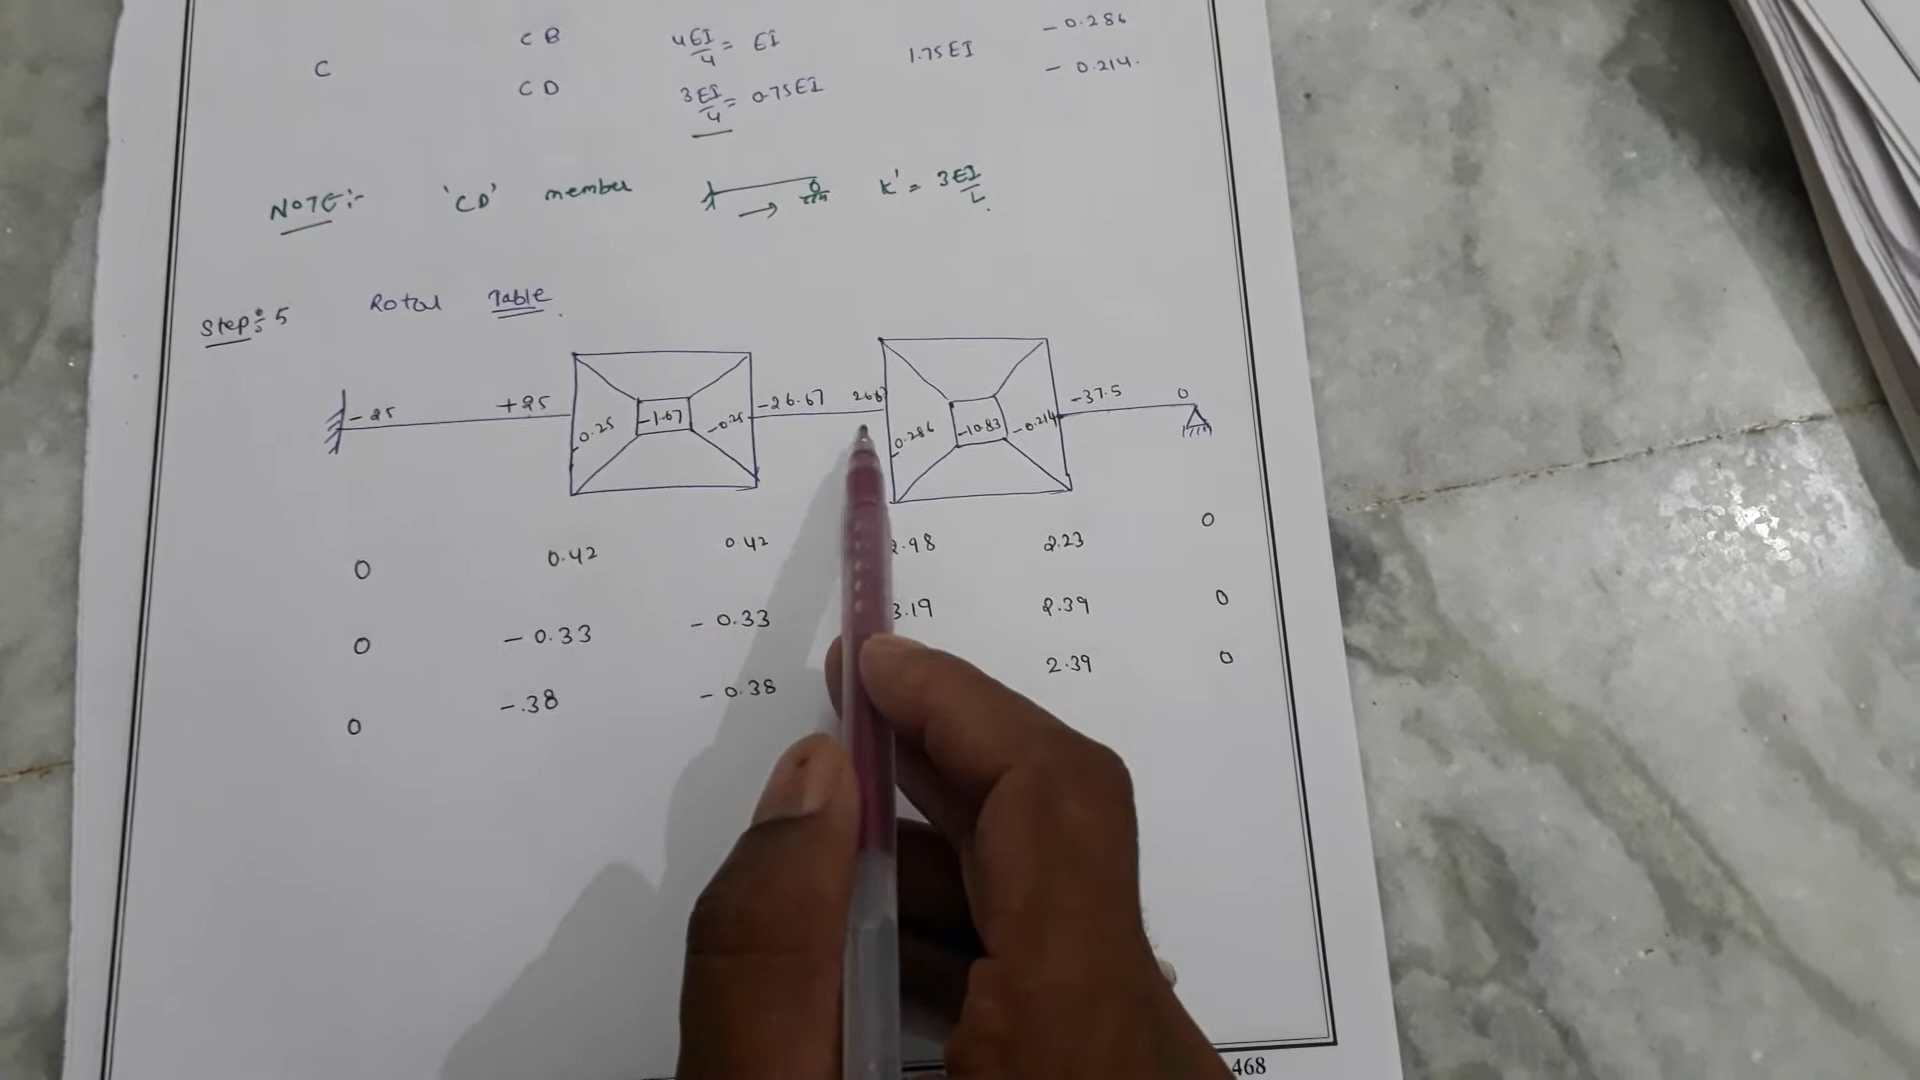 CB 4EI/4 = EI - 0.286
C 1.75EI
CD 3EI/4 = 0.75EI - 0.214.
NOTE:- 'CD' member K' = 3EI/L.
Step:5 Rotal Table.
-25 +25 -0.25 -1.67 -0.25 -26.67 26.67 -0.286 -10.83 -0.214 -37.5 0
0 0.42 0.42 2.98 2.23 0
0 - 0.33 - 0.33 3.19 2.39 0
0 -.38 - 0.38 2.39 0
468